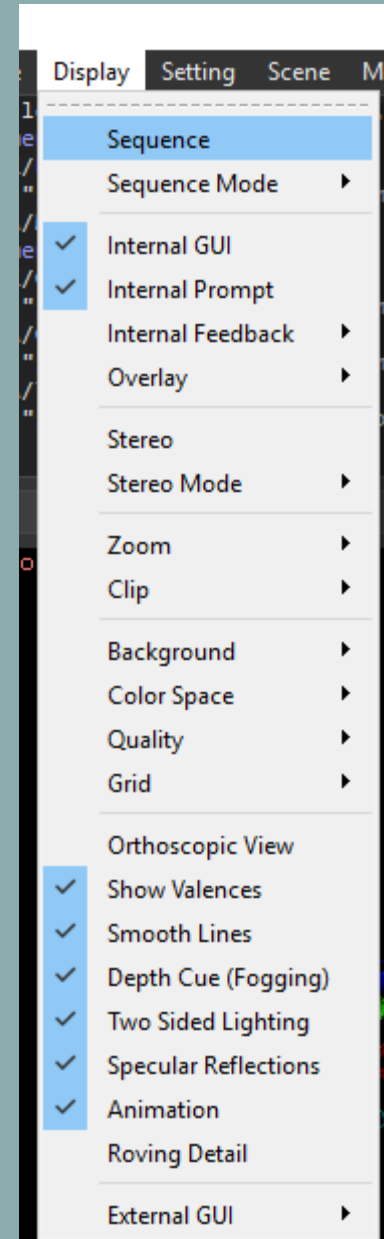 Display Setting Scene M
Sequence
Sequence Mode
Internal GUI
Internal Prompt
Internal Feedback
Overlay
Stereo
Stereo Mode
Zoom
Clip
Background
Color Space
Quality
Grid
Orthoscopic View
Show Valences
Smooth Lines
Depth Cue (Fogging)
Two Sided Lighting
Specular Reflections
Animation
Roving Detail
External GUI